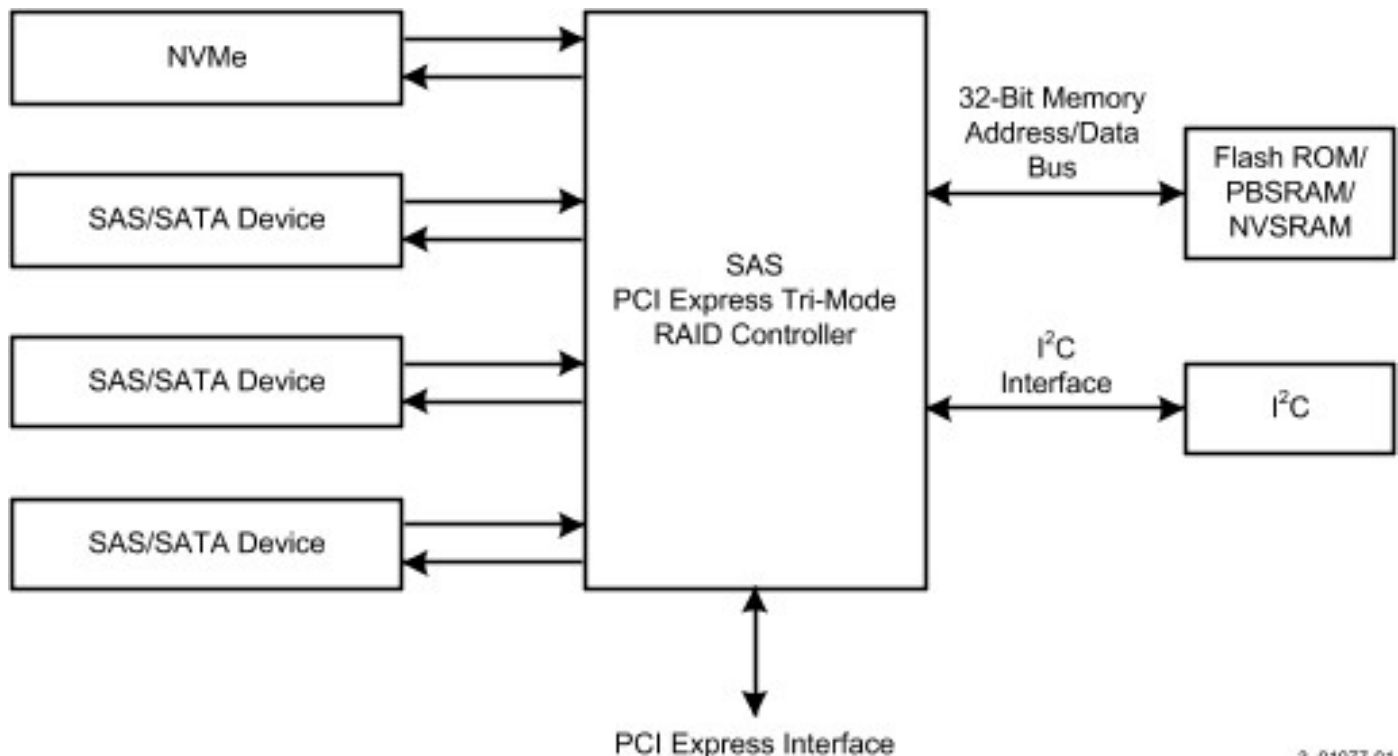 NVMe
SAS/SATA Device
SAS/SATA Device
SAS/SATA Device
SAS
PCI Express Tri-Mode
RAID Controller
32-Bit Memory
Address/Data
Bus
Flash ROM/
PBSRAM/
NVSRAM
I²C
Interface
I²C
PCI Express Interface